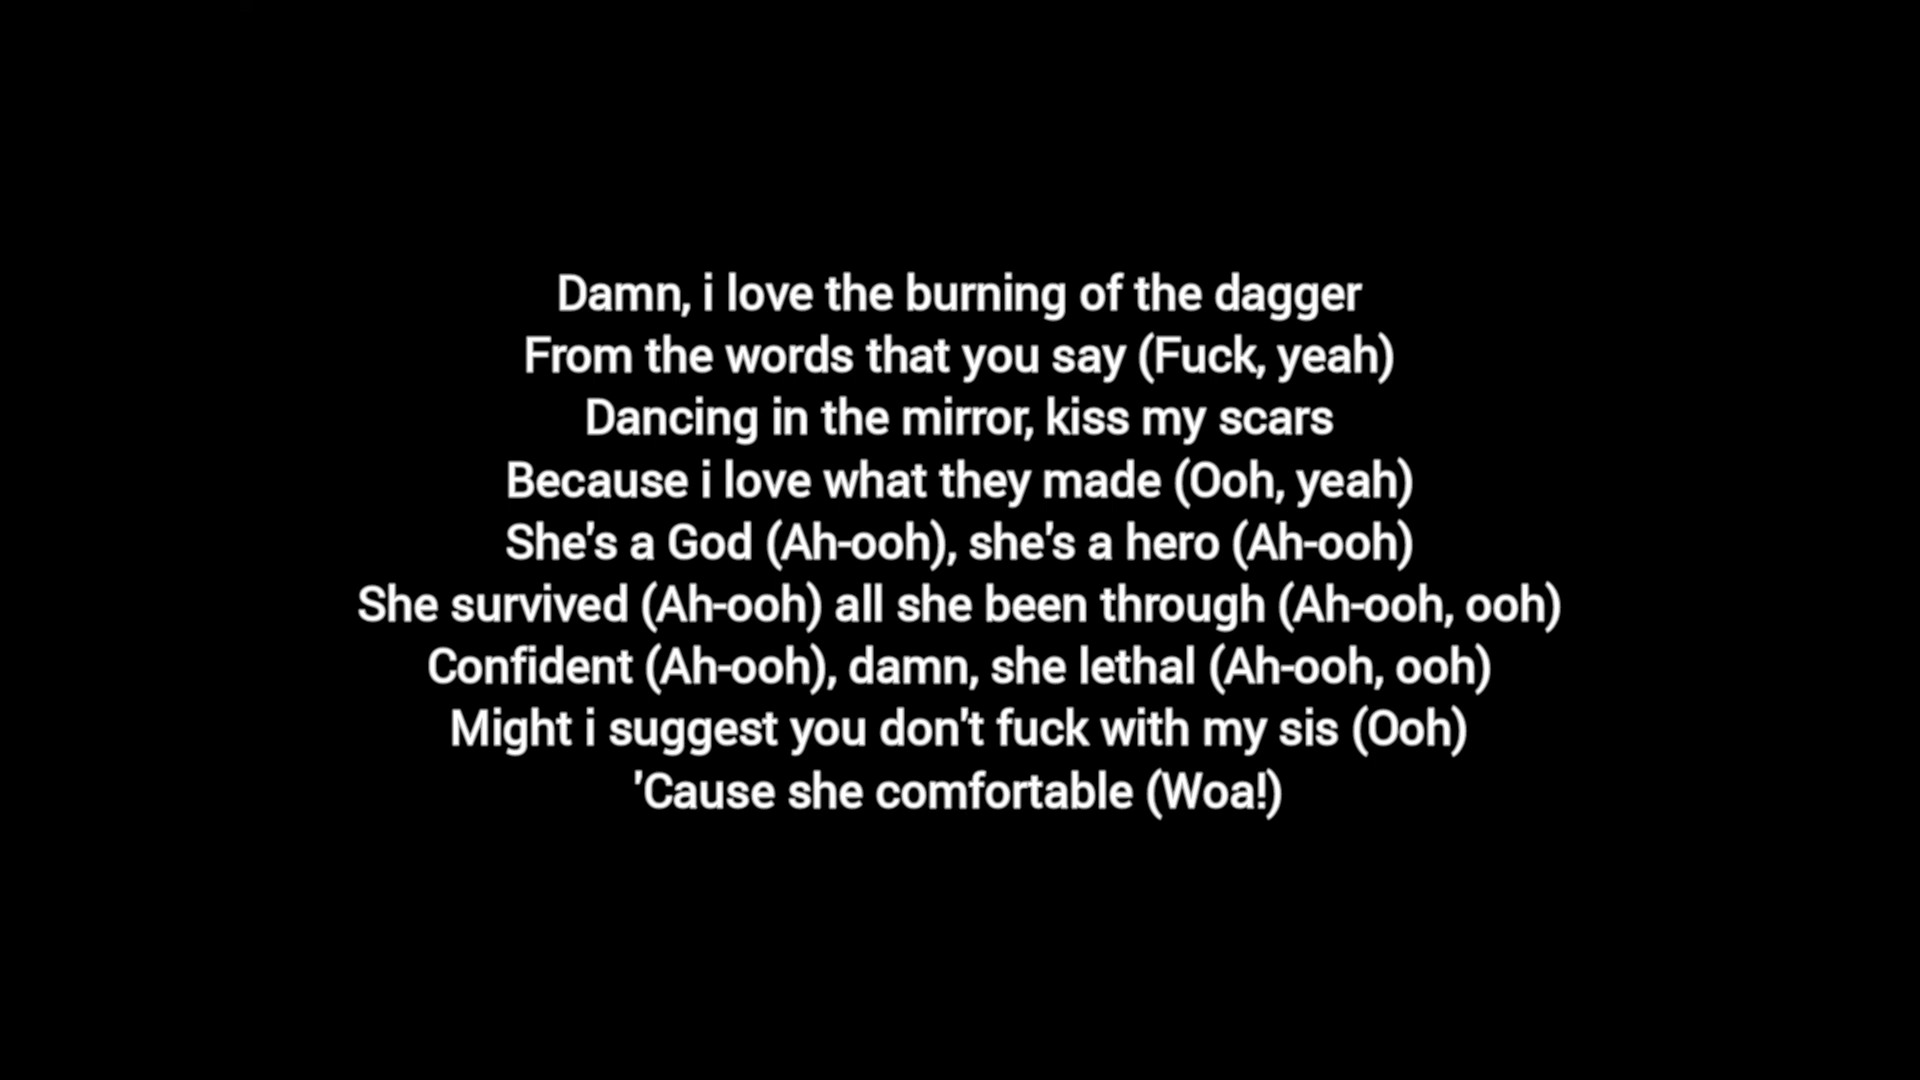 Damn, i love the burning of the dagger
From the words that you say (Fuck, yeah)
Dancing in the mirror, kiss my scars
Because i love what they made (Ooh, yeah)
She's a God (Ah-ooh), she's a hero (Ah-ooh)
She survived (Ah-ooh) all she been through (Ah-ooh, ooh)
Confident (Ah-ooh), damn, she lethal (Ah-ooh, ooh)
Might i suggest you don't fuck with my sis (Ooh)
'Cause she comfortable (Woa!)